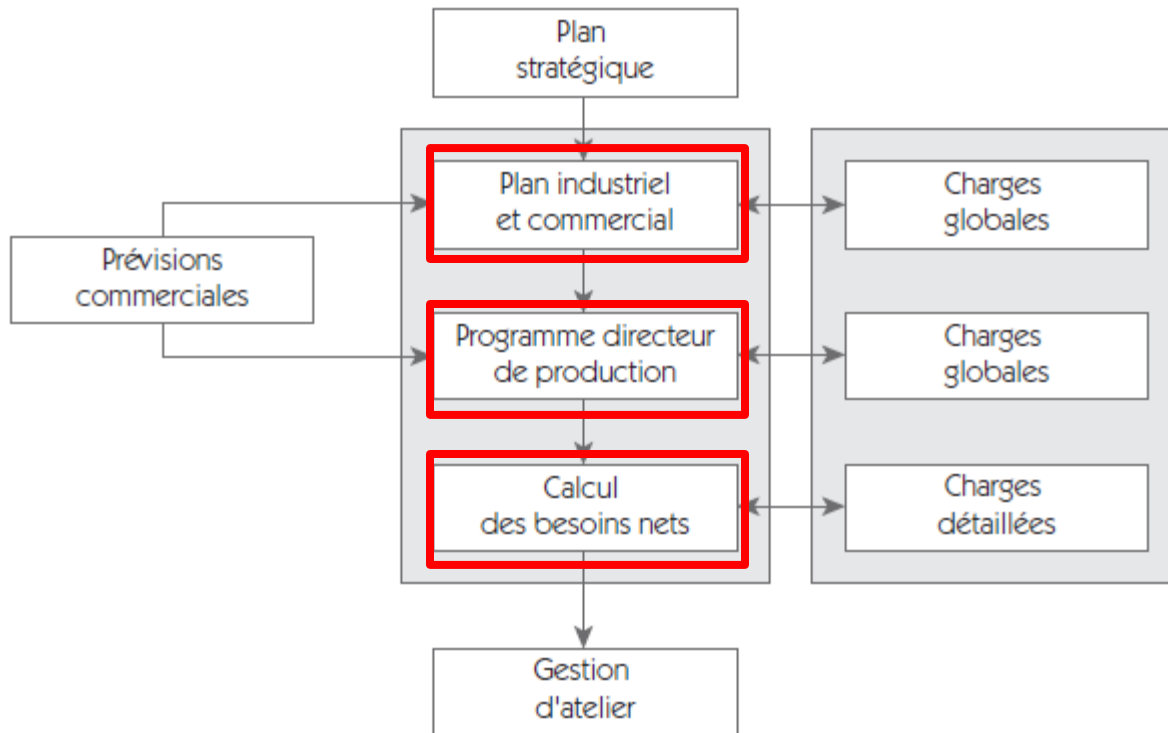 Plan
stratégique
Plan industriel
et commercial
Charges
globales
Prévisions
commerciales
Programme directeur
de production
Charges
globales
Calcul
des besoins nets
Charges
détaillées
Gestion
d'atelier